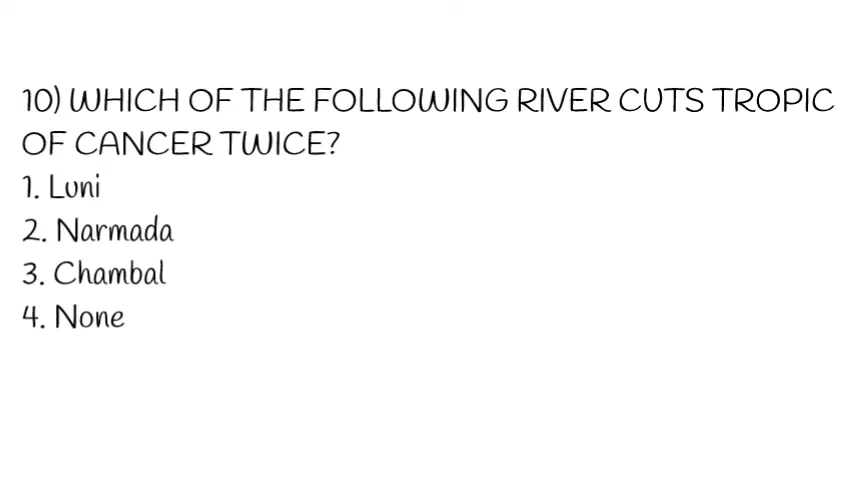 10) WHICH OF THE FOLLOWING RIVER CUTS TROPIC
OF CANCER TWICE?
1. Luni
2. Narmada
3. Chambal
4. None